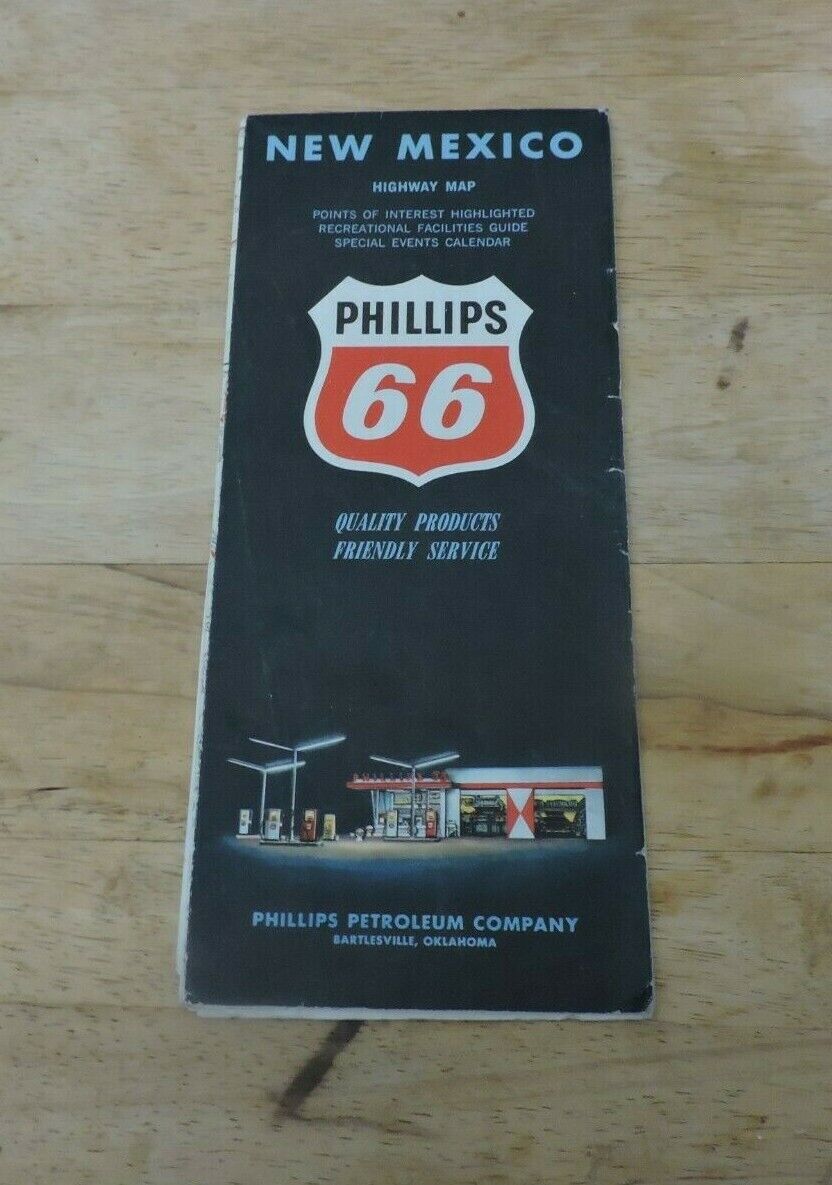 NEW MEXICO
HIGHWAY MAP
POINTS OF INTEREST HIGHLIGHTED
RECREATIONAL FACILITIES GUIDE
SPECIAL EVENTS CALENDAR
PHILLIPS
66
QUALITY PRODUCTS
FRIENDLY SERVICE
PHILLIPS PETROLEUM COMPANY
BARTLESVILLE, OKLAHOMA